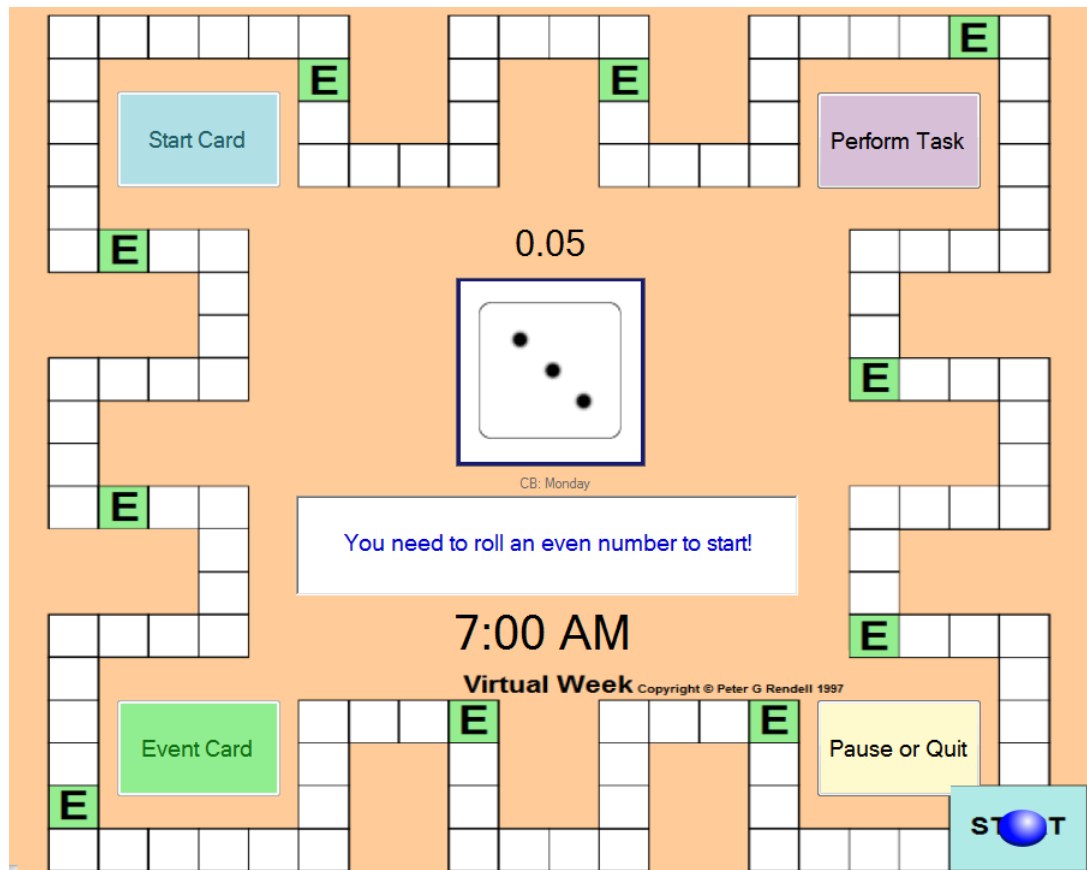 E
E
E
Start Card
Perform Task
E
0.05
E
CB: Monday
E
You need to roll an even number to start!
7:00 AM
E
Virtual Week Copyright © Peter G Rendell 1997
E
E
Event Card
Pause or Quit
E
START